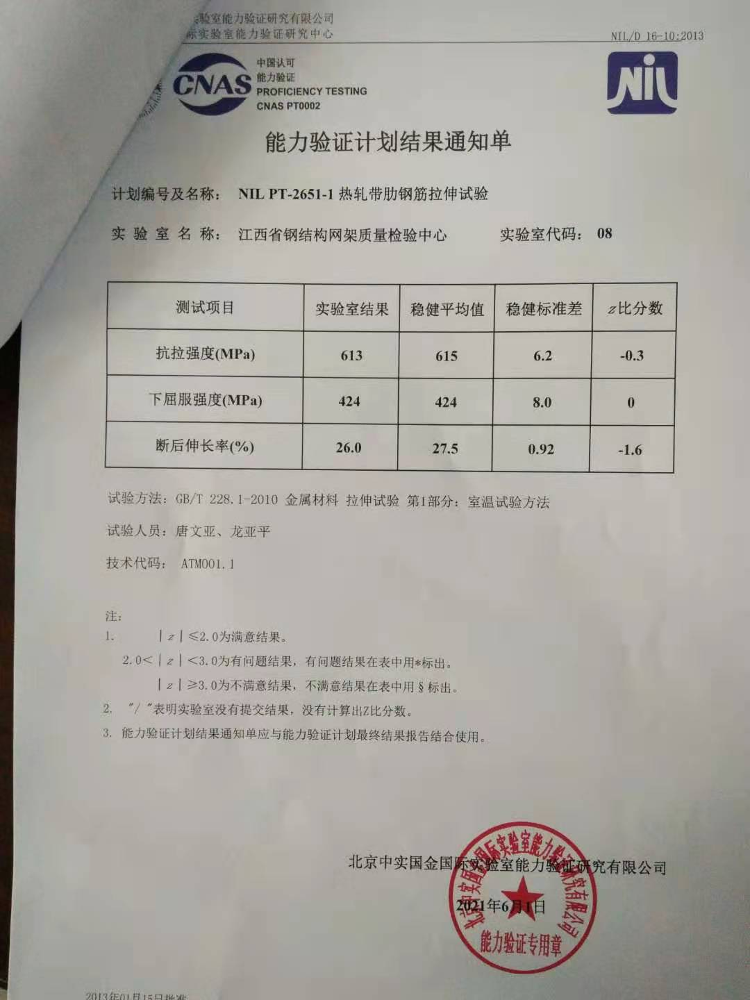 验室能力验证研究有限公司
际实验室能力验证研究中心
NIL/D 16-10:2013
CNAS
中国认可
能力验证
PROFICIENCY TESTING
CNAS PT0002
NIL
能力验证计划结果通知单
计划编号及名称: NIL PT-2651-1 热轧带肋钢筋拉伸试验
实 验 室 名 称: 江西省钢结构网架质量检验中心 实验室代码: 08
测试项目 实验室结果 稳健平均值 稳健标准差 z比分数
抗拉强度(MPa) 613 615 6.2 -0.3
下屈服强度(MPa) 424 424 8.0 0
断后伸长率(%) 26.0 27.5 0.92 -1.6
试验方法: GB/T 228.1-2010 金属材料 拉伸试验 第1部分: 室温试验方法
试验人员: 唐文亚、龙亚平
技术代码: ATM001.1
注:
1. |z|≤2.0为满意结果。
2.0<|z|<3.0为有问题结果, 有问题结果在表中用*标出。
|z|≥3.0为不满意结果, 不满意结果在表中用§标出。
2. "/ "表明实验室没有提交结果, 没有计算出Z比分数。
3. 能力验证计划结果通知单应与能力验证计划最终结果报告结合使用。
北京中实国金国际实验室能力验证研究有限公司
2021年6月1日
北京中实国金国际实验室能力验证研究有限公司
能力验证专用章
2013年01月15日批准